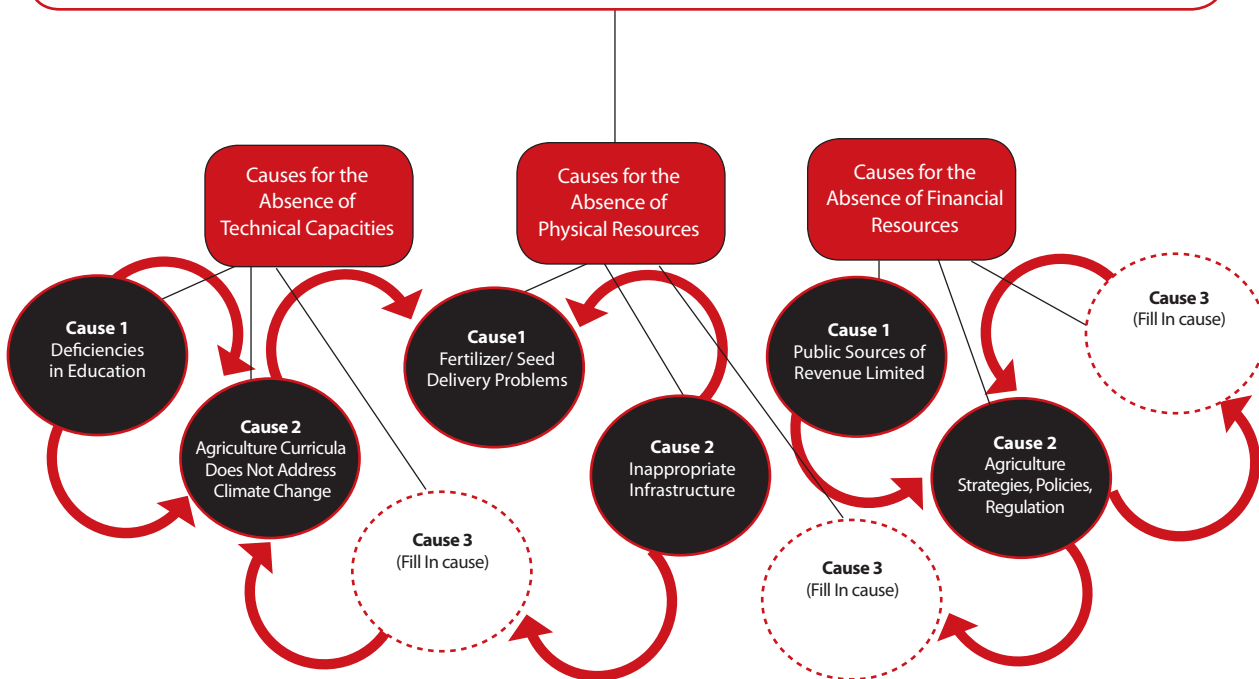 Causes for the
Absence of
Technical Capacities
Causes for the
Absence of
Physical Resources
Causes for the
Absence of Financial
Resources
Cause 1
Deficiencies
in Education
Cause 2
Agriculture Curricula
Does Not Address
Climate Change
Cause 3
(Fill In cause)
Cause1
Fertilizer/ Seed
Delivery Problems
Cause 2
Inappropriate
Infrastructure
Cause 3
(Fill In cause)
Cause 1
Public Sources of
Revenue Limited
Cause 2
Agriculture
Strategies, Policies,
Regulation
Cause 3
(Fill In cause)